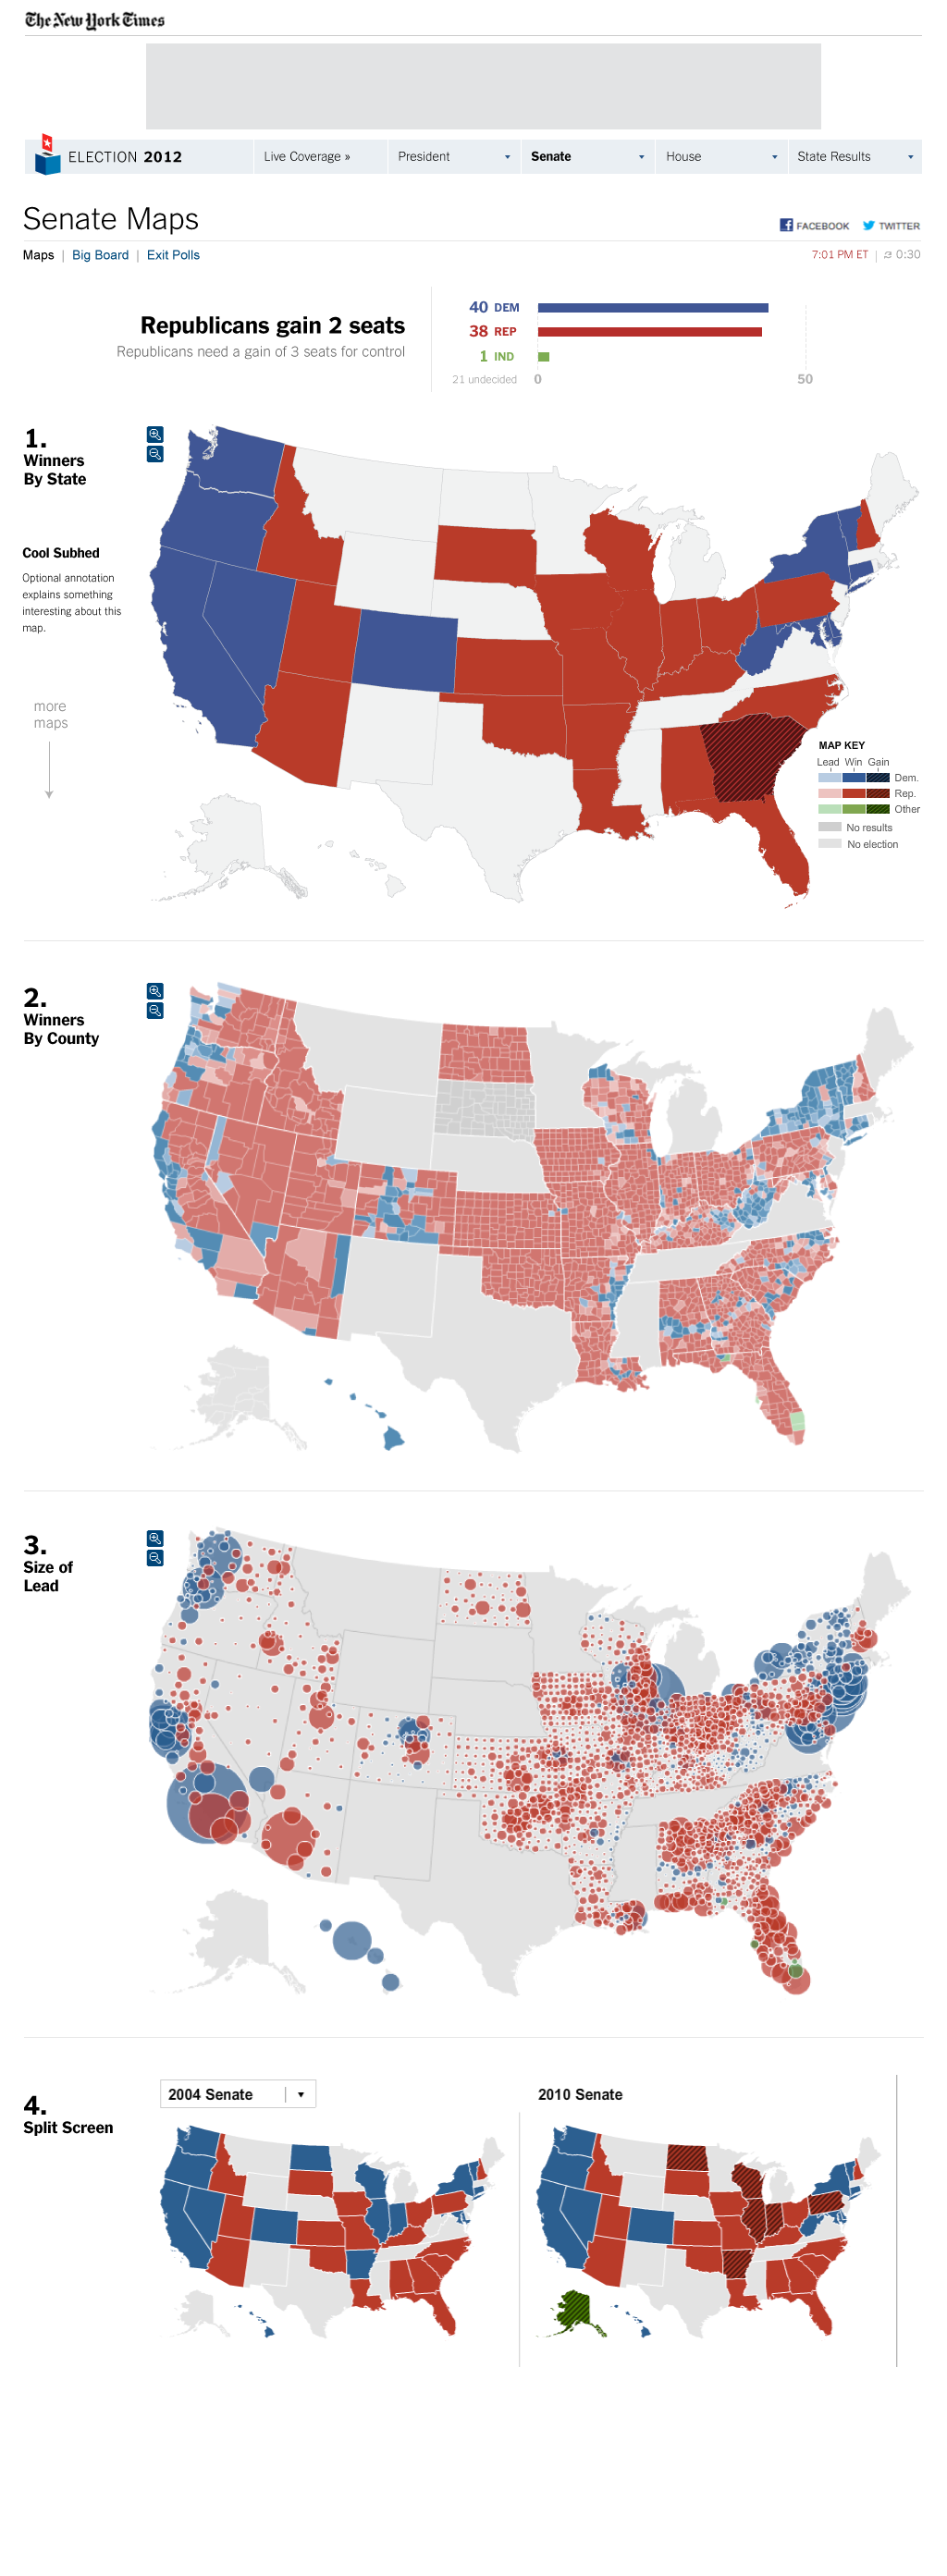 The New York Times
ELECTION 2012
Live Coverage »
President
Senate
House
State Results
Senate Maps
FACEBOOK
TWITTER
Maps | Big Board | Exit Polls
7:01 PM ET | 0:30
Republicans gain 2 seats
Republicans need a gain of 3 seats for control
40 DEM
38 REP
1 IND
21 undecided
0
50
1.
Winners
By State
Cool Subhed
Optional annotation
explains something
interesting about this
map.
more
maps
MAP KEY
Lead Win Gain
Dem.
Rep.
Other
No results
No election
2.
Winners
By County
3.
Size of
Lead
4.
Split Screen
2004 Senate
2010 Senate